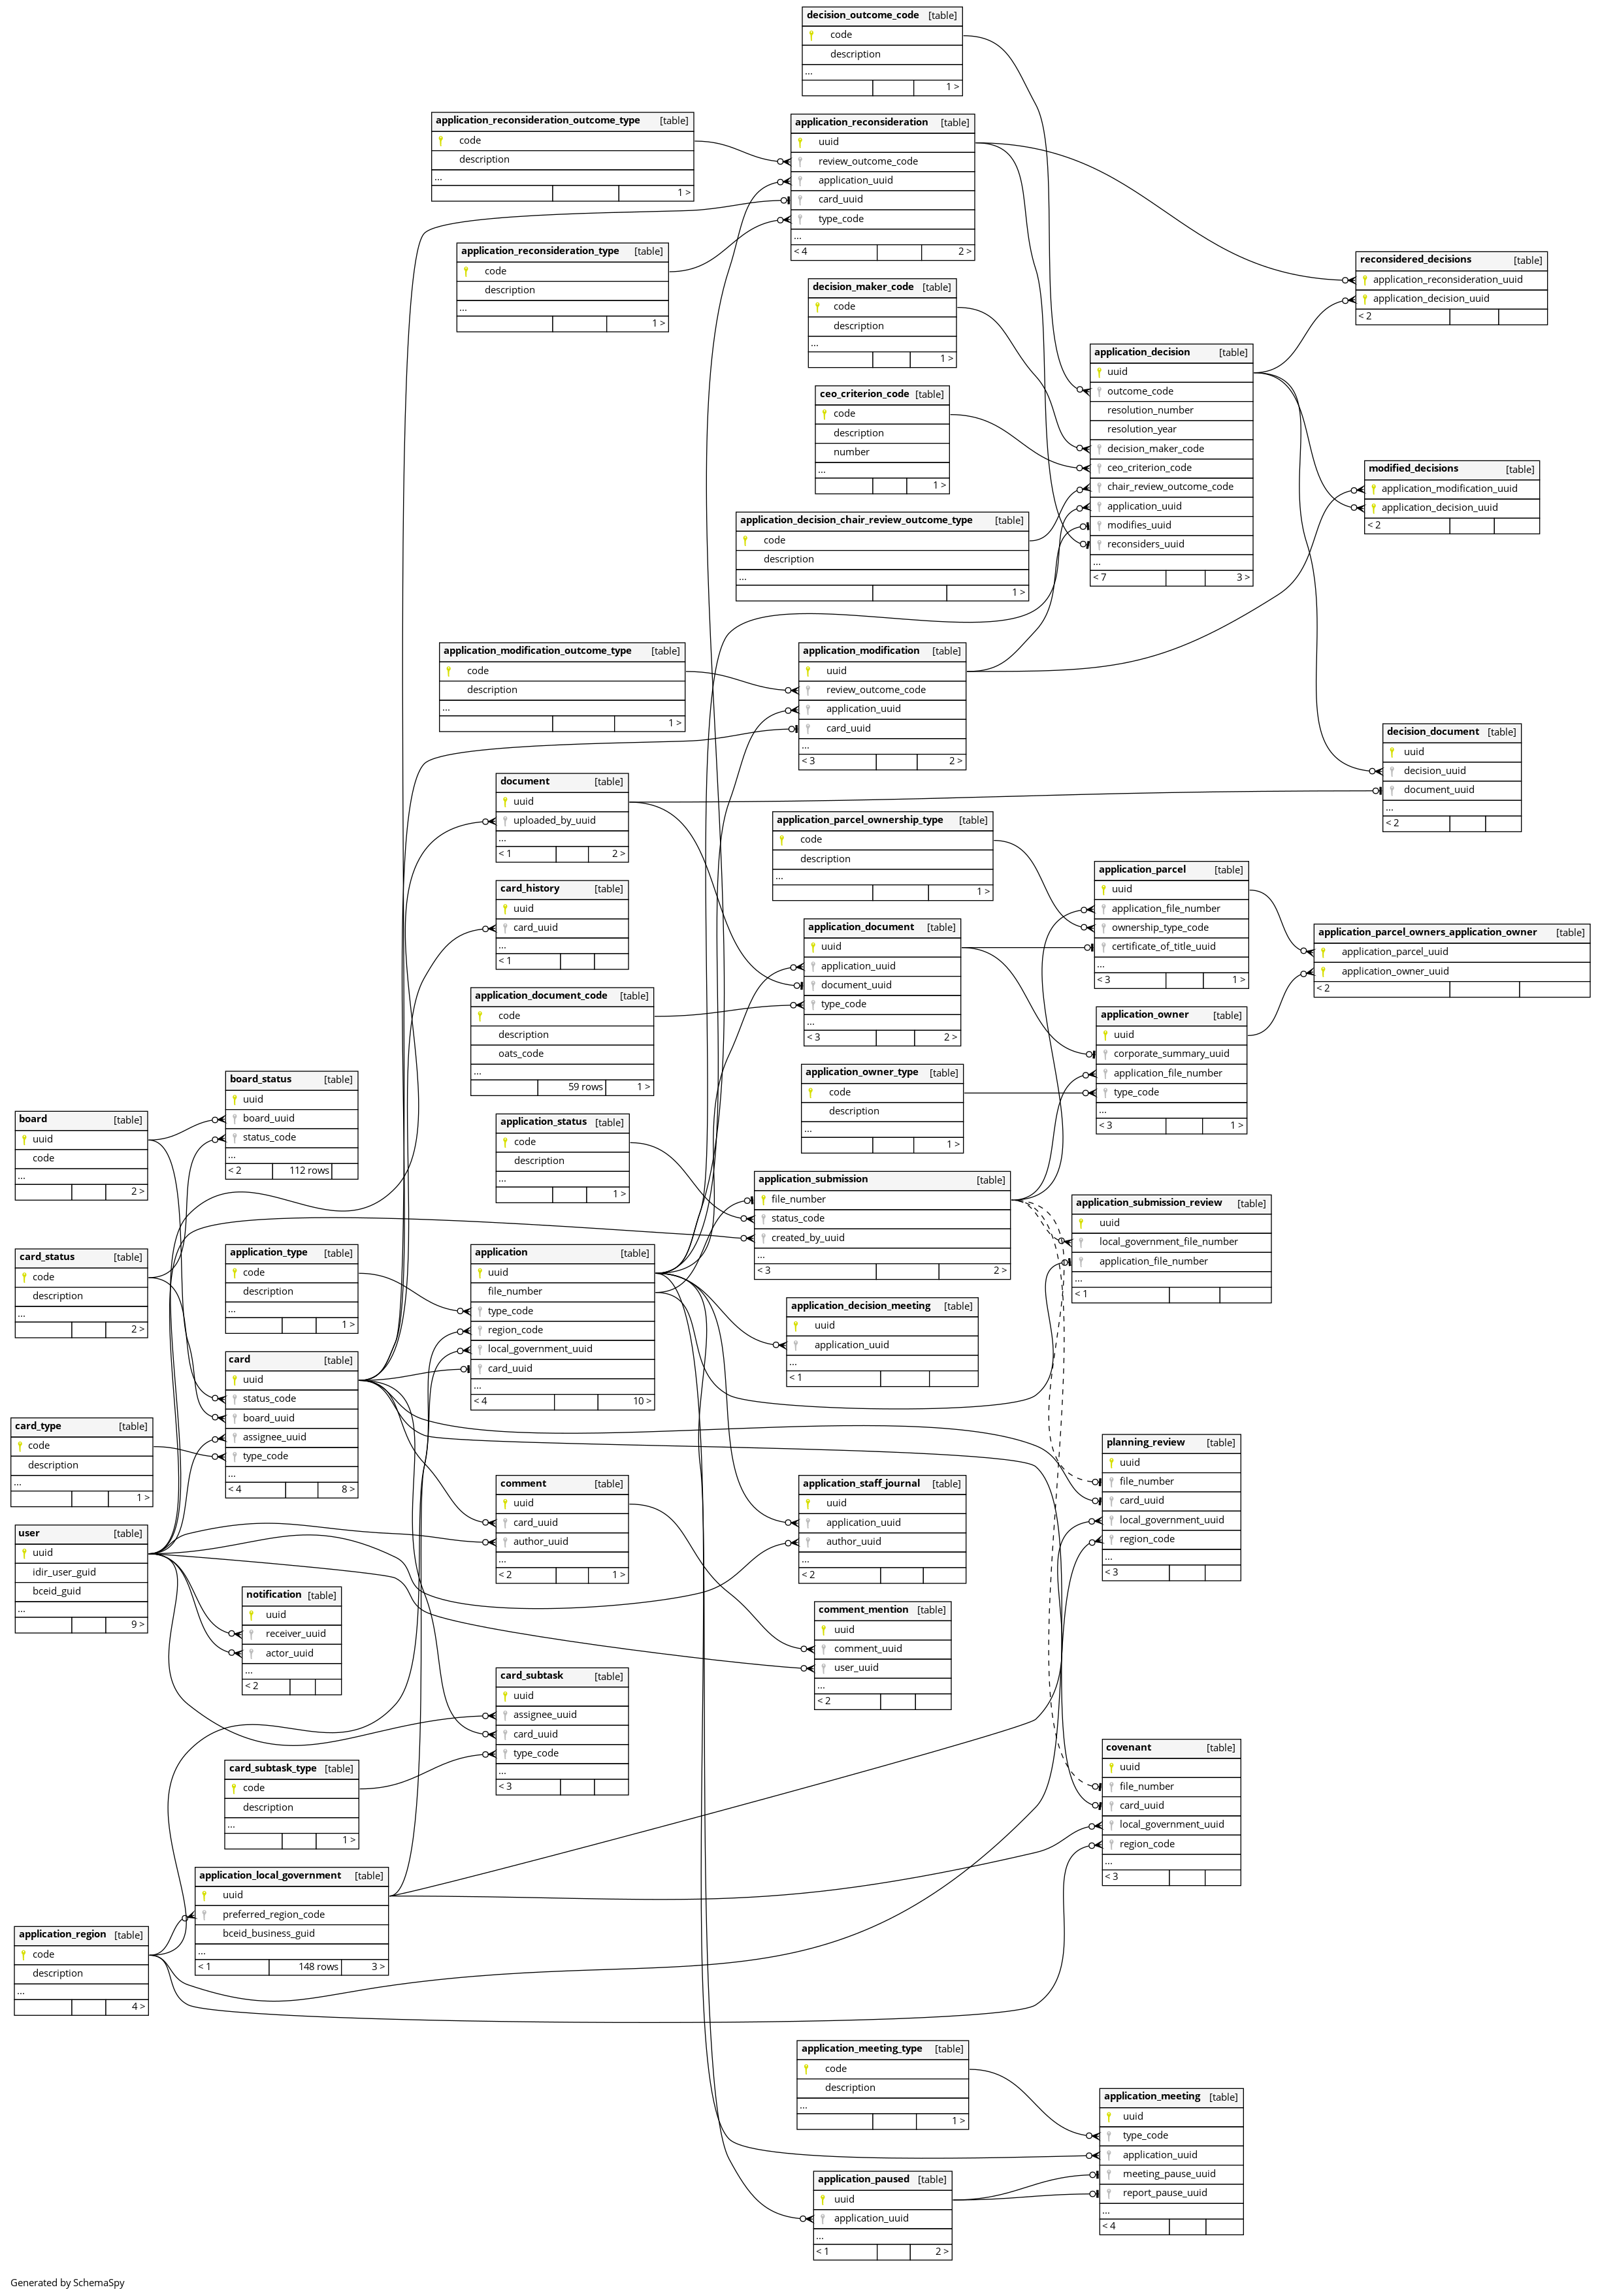 decision_outcome_code [table]
code
description
...
1 >
application_reconsideration_outcome_type [table]
code
description
...
1 >
application_reconsideration [table]
uuid
review_outcome_code
application_uuid
card_uuid
type_code
...
< 4 2 >
application_reconsideration_type [table]
code
description
...
1 >
reconsidered_decisions [table]
application_reconsideration_uuid
application_decision_uuid
< 2
decision_maker_code [table]
code
description
...
1 >
application_decision [table]
uuid
outcome_code
resolution_number
resolution_year
decision_maker_code
ceo_criterion_code
chair_review_outcome_code
application_uuid
modifies_uuid
reconsiders_uuid
...
< 7 3 >
ceo_criterion_code [table]
code
description
number
...
1 >
modified_decisions [table]
application_modification_uuid
application_decision_uuid
< 2
application_decision_chair_review_outcome_type [table]
code
description
...
1 >
application_modification_outcome_type [table]
code
description
...
1 >
application_modification [table]
uuid
review_outcome_code
application_uuid
card_uuid
...
< 3 2 >
decision_document [table]
uuid
decision_uuid
document_uuid
...
< 2
document [table]
uuid
uploaded_by_uuid
...
< 1 2 >
application_parcel_ownership_type [table]
code
description
...
1 >
application_parcel [table]
uuid
application_file_number
ownership_type_code
certificate_of_title_uuid
...
< 3 1 >
card_history [table]
uuid
card_uuid
...
< 1
application_document [table]
uuid
application_uuid
document_uuid
type_code
...
< 3 2 >
application_parcel_owners_application_owner [table]
application_parcel_uuid
application_owner_uuid
< 2
application_document_code [table]
code
description
oats_code
...
59 rows 1 >
application_owner [table]
uuid
corporate_summary_uuid
application_file_number
type_code
...
< 3 1 >
application_owner_type [table]
code
description
...
1 >
board_status [table]
uuid
board_uuid
status_code
...
< 2 112 rows
board [table]
uuid
code
...
2 >
application_status [table]
code
description
...
1 >
application_submission [table]
file_number
status_code
created_by_uuid
...
< 3 2 >
application_submission_review [table]
uuid
local_government_file_number
application_file_number
...
< 1
card_status [table]
code
description
...
2 >
application_type [table]
code
description
...
1 >
application [table]
uuid
file_number
type_code
region_code
local_government_uuid
card_uuid
...
< 4 10 >
application_decision_meeting [table]
uuid
application_uuid
...
< 1
card [table]
uuid
status_code
board_uuid
assignee_uuid
type_code
...
< 4 8 >
card_type [table]
code
description
...
1 >
planning_review [table]
uuid
file_number
card_uuid
local_government_uuid
region_code
...
< 3
comment [table]
uuid
card_uuid
author_uuid
...
< 2 1 >
application_staff_journal [table]
uuid
application_uuid
author_uuid
...
< 2
user [table]
uuid
idir_user_guid
bceid_guid
...
9 >
notification [table]
uuid
receiver_uuid
actor_uuid
...
< 2
comment_mention [table]
uuid
comment_uuid
user_uuid
...
< 2
card_subtask [table]
uuid
assignee_uuid
card_uuid
type_code
...
< 3
covenant [table]
uuid
file_number
card_uuid
local_government_uuid
region_code
...
< 3
card_subtask_type [table]
code
description
...
1 >
application_local_government [table]
uuid
preferred_region_code
bceid_business_guid
...
< 1 148 rows 3 >
application_region [table]
code
description
...
4 >
application_meeting_type [table]
code
description
...
1 >
application_meeting [table]
uuid
type_code
application_uuid
meeting_pause_uuid
report_pause_uuid
...
< 4
application_paused [table]
uuid
application_uuid
...
< 1 2 >
Generated by SchemaSpy